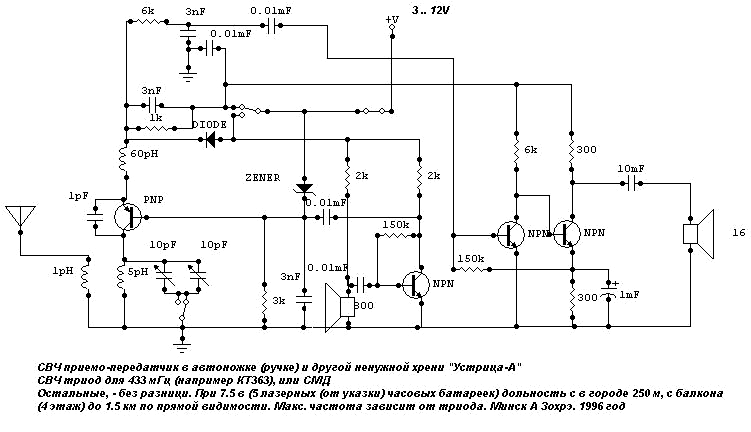 6k
3nF
0.01mF
0.01mF
3.. 12V
+V
3nF
1k
DIODE
60pH
ZENER
2k
2k
6k
300
10mF
1pF
PNP
0.01mF
150k
NPN
NPN
16
10pF
10pF
0.01mF
150k
1pH
5pH
3nF
3k
300
NPN
300
+
1mF
СВЧ приемо-передатчик в автоножке (ручке) и другой ненужной хрени "Устрица-А"
СВЧ триод для 433 мГц (например КТ363), или СМД
Остальные, - без разници. При 7.5 в (5 лазерных (от указки) часовых батареек) дольность с в городе 250 м, с балкона
(4 этаж) до 1.5 км по прямой видимости. Макс. частота зависит от триода. Минск А Зохрэ. 1996 год